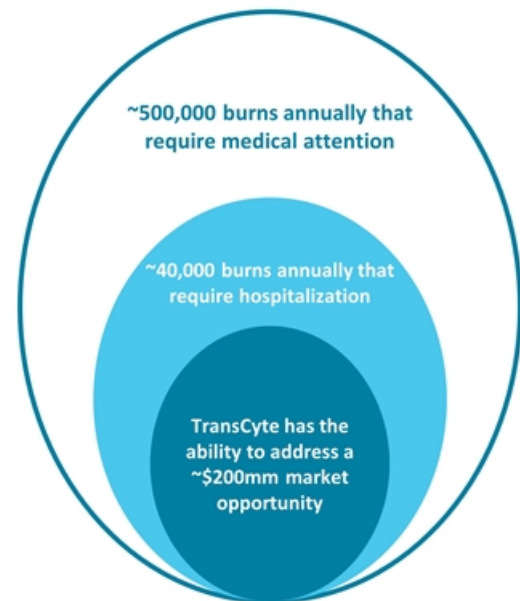 ~500,000 burns annually that
require medical attention
~40,000 burns annually that
require hospitalization
TransCyte has the
ability to address a
~$200mm market
opportunity